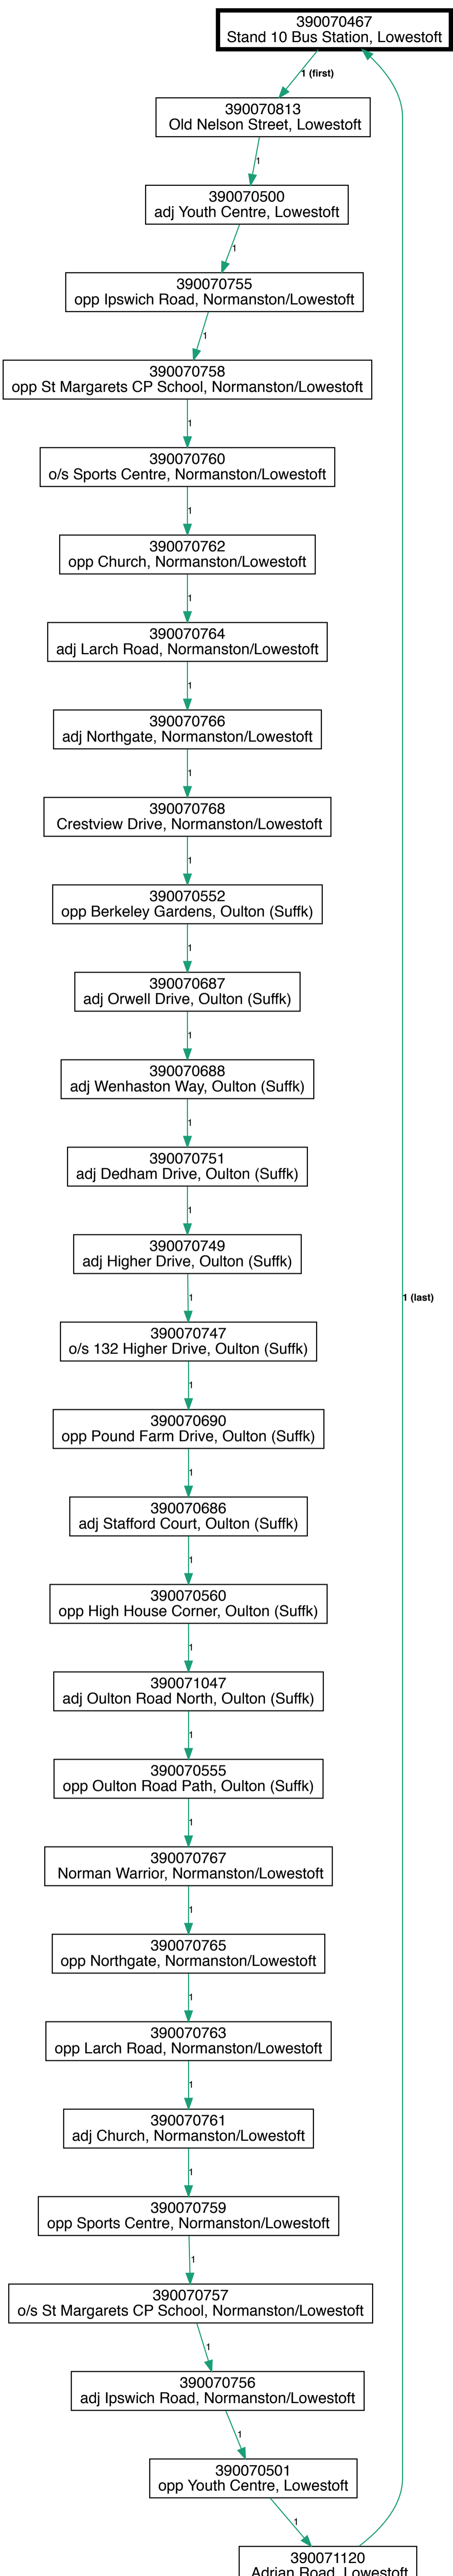 390070467
Stand 10 Bus Station, Lowestoft
1 (first)
390070813
Old Nelson Street, Lowestoft
1
390070500
adj Youth Centre, Lowestoft
1
390070755
opp Ipswich Road, Normanston/Lowestoft
1
390070758
opp St Margarets CP School, Normanston/Lowestoft
1
390070760
o/s Sports Centre, Normanston/Lowestoft
1
390070762
opp Church, Normanston/Lowestoft
1
390070764
adj Larch Road, Normanston/Lowestoft
1
390070766
adj Northgate, Normanston/Lowestoft
1
390070768
Crestview Drive, Normanston/Lowestoft
1
390070552
opp Berkeley Gardens, Oulton (Suffk)
1
390070687
adj Orwell Drive, Oulton (Suffk)
1
390070688
adj Wenhaston Way, Oulton (Suffk)
1
390070751
adj Dedham Drive, Oulton (Suffk)
1
390070749
adj Higher Drive, Oulton (Suffk)
1
1 (last)
390070747
o/s 132 Higher Drive, Oulton (Suffk)
1
390070690
opp Pound Farm Drive, Oulton (Suffk)
1
390070686
adj Stafford Court, Oulton (Suffk)
1
390070560
opp High House Corner, Oulton (Suffk)
1
390071047
adj Oulton Road North, Oulton (Suffk)
1
390070555
opp Oulton Road Path, Oulton (Suffk)
1
390070767
Norman Warrior, Normanston/Lowestoft
1
390070765
opp Northgate, Normanston/Lowestoft
1
390070763
opp Larch Road, Normanston/Lowestoft
1
390070761
adj Church, Normanston/Lowestoft
1
390070759
opp Sports Centre, Normanston/Lowestoft
1
390070757
o/s St Margarets CP School, Normanston/Lowestoft
1
390070756
adj Ipswich Road, Normanston/Lowestoft
1
390070501
opp Youth Centre, Lowestoft
1
390071120
Adrian Road, Lowestoft